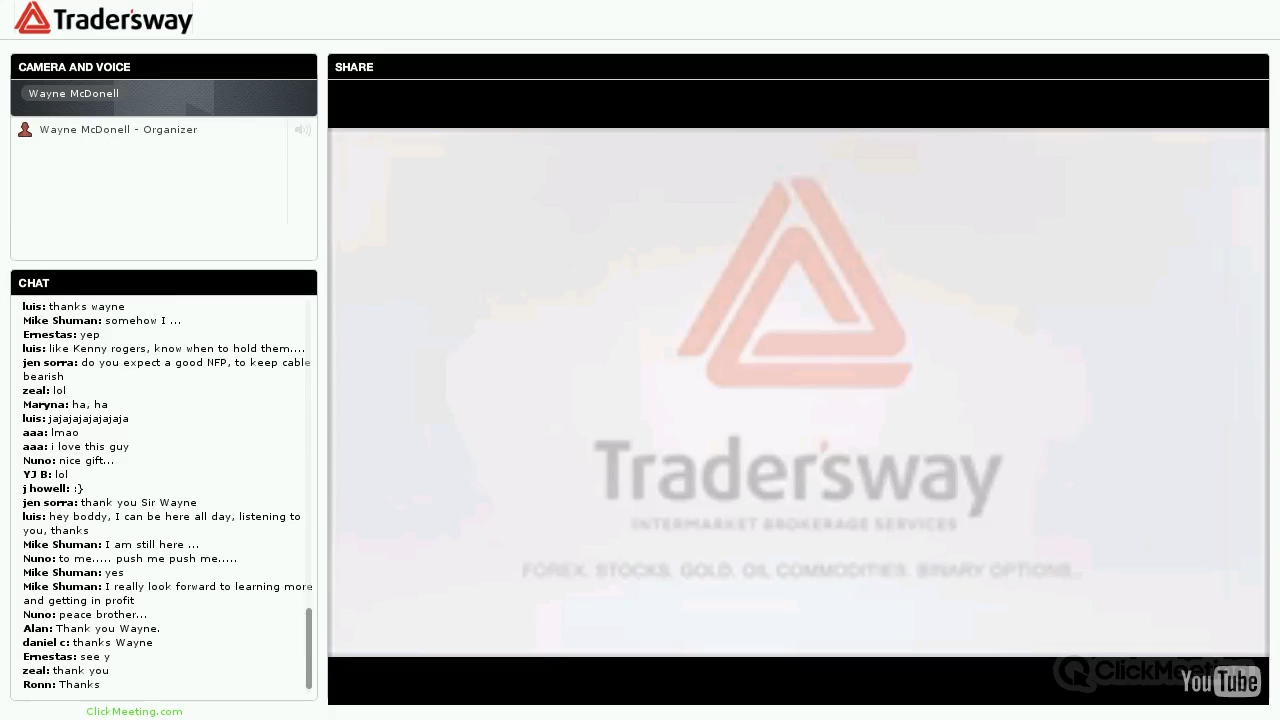 Trader'sway
CAMERA AND VOICE
Wayne McDonell
Wayne McDonell - Organizer
CHAT
luis: thanks wayne
Mike Shuman: somehow I ...
Ernestas: yep
luis: like Kenny rogers, know when to hold them....
jen sorra: do you expect a good NFP, to keep cable
bearish
zeal: lol
Maryna: ha, ha
luis: jajajajajajajaja
aaa: lmao
aaa: i love this guy
Nuno: nice gift...
YJ B: lol
j howell: :}
jen sorra: thank you Sir Wayne
luis: hey boddy, I can be here all day, listening to
you, thanks
Mike Shuman: I am still here ...
Nuno: to me..... push me push me.....
Mike Shuman: yes
Mike Shuman: I really look forward to learning more
and getting in profit
Nuno: peace brother...
Alan: Thank you Wayne.
daniel c: thanks Wayne
Ernestas: see y
zeal: thank you
Ronn: Thanks
ClickMeeting.com
SHARE
Trader'sway
INTERMARKET BROKERAGE SERVICES
FOREX. STOCKS. GOLD. OIL COMMODITIES. BINARY OPTIONS...
ClickMeeting
YouTube